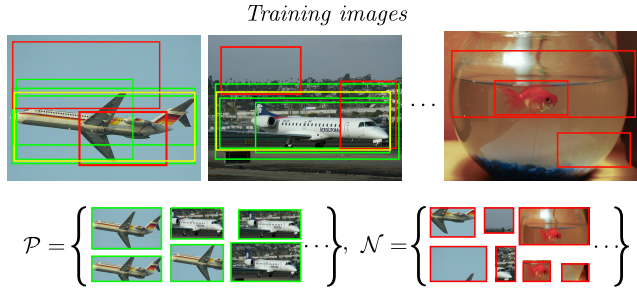 Training images
...
P = { ... }, N = { ... }